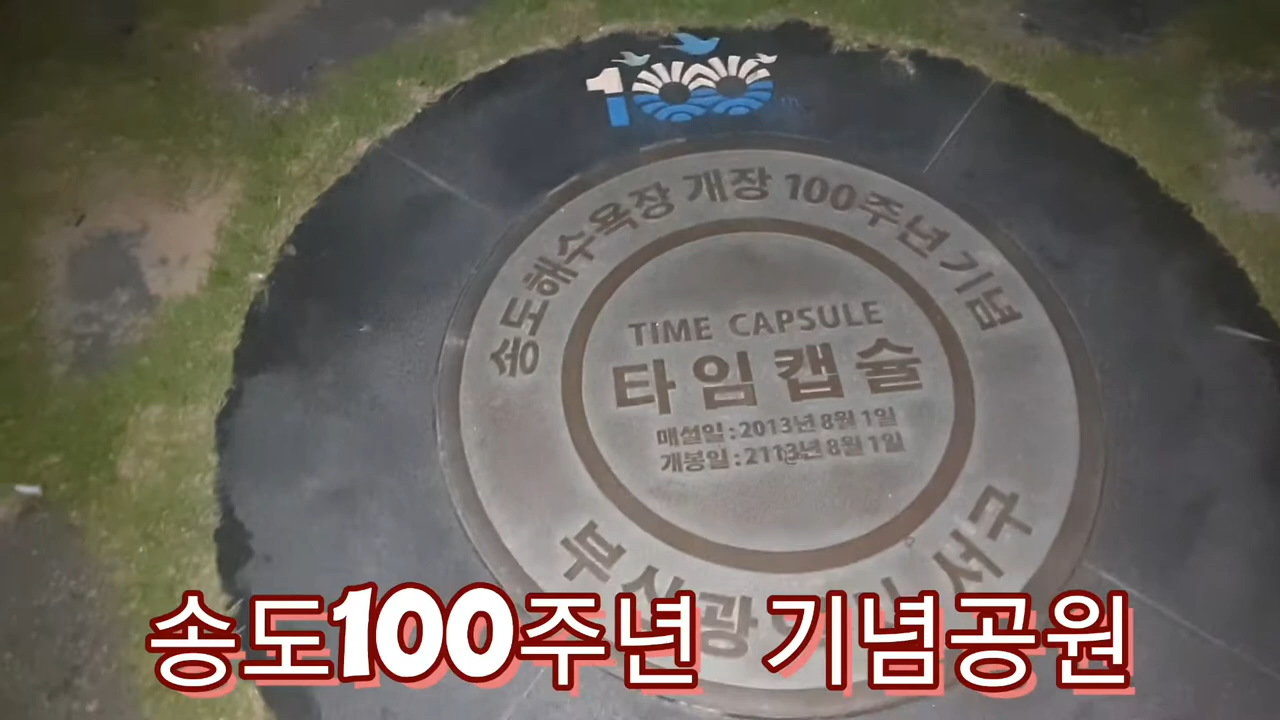 100
송도해수욕장 개장 100주년 기념
TIME CAPSULE
타임캡슐
매설일 : 2013년 8월 1일
개봉일 : 2113년 8월 1일
부산광 서구
송도100주년 기념공원